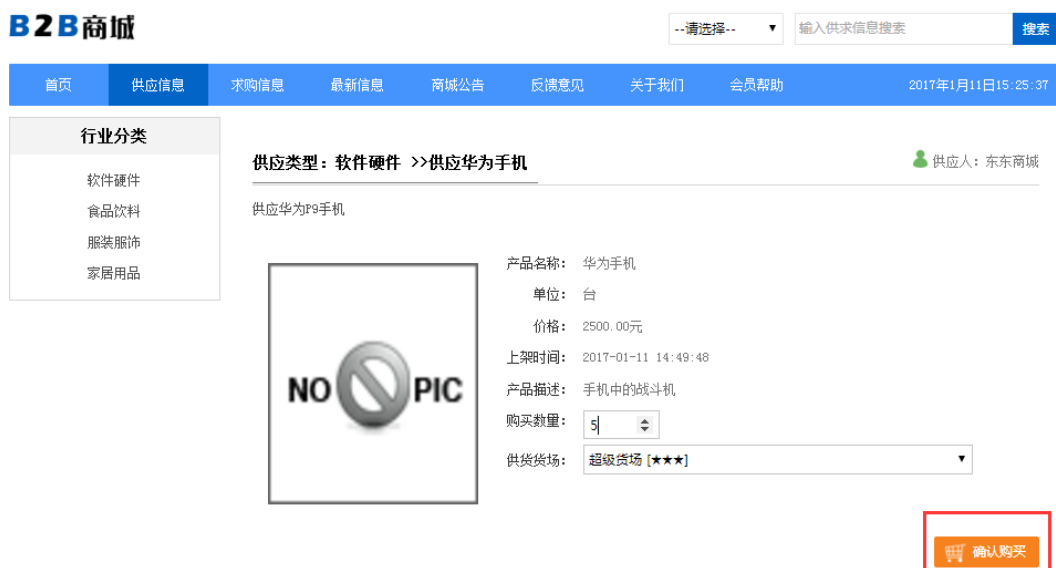 B2B商城
--请选择--
输入供求信息搜索
搜索
首页 供应信息 求购信息 最新信息 商城公告 反馈意见 关于我们 会员帮助 2017年1月11日15:25:37
行业分类
软件硬件
食品饮料
服装服饰
家居用品
供应类型：软件硬件 >>供应华为手机
供应人：东东商城
供应华为P9手机
NO PIC
产品名称： 华为手机
单位： 台
价格： 2500.00元
上架时间： 2017-01-11 14:49:48
产品描述： 手机中的战斗机
购买数量： 5
供货货场： 超级货场 [★★★]
确认购买